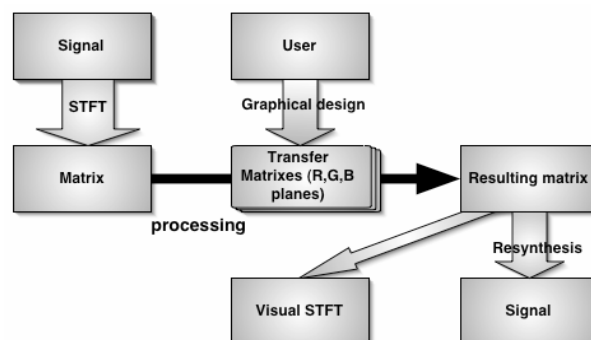 Signal
User
STFT
Graphical design
Matrix
Transfer
Matrixes (R,G,B
planes)
Resulting matrix
processing
Resynthesis
Visual STFT
Signal